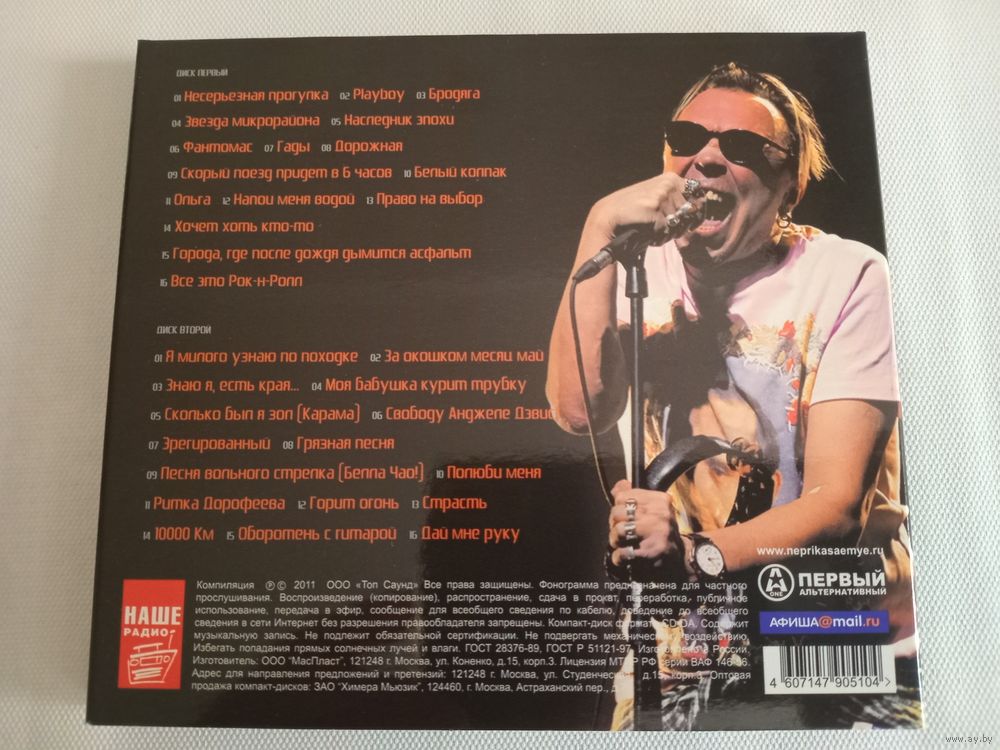 ДИСК ПЕРВЫЙ
01 Несерьезная прогулка 02 Playboy 03 Бродяга
04 Звезда микрорайона 05 Наследник эпохи
06 Фантомас 07 Гады 08 Дорожная
09 Скорый поезд придет в 6 часов 10 Белый колпак
11 Ольга 12 Напои меня водой 13 Право на выбор
14 Хочет хоть кто-то
15 Города, где после дождя дымится асфальт
16 Все это Рок-н-Ролл
ДИСК ВТОРОЙ
01 Я милого узнаю по походке 02 За окошком месяц май
03 Знаю я, есть края... 04 Моя бабушка курит трубку
05 Сколько был я зол (Карама) 06 Свободу Анджеле Дэвис
07 Эрегированный 08 Грязная песня
09 Песня вольного стрелка (Белла Чао!) 10 Полюби меня
11 Ритка Дорофеева 12 Горит огонь 13 Страсть
14 10000 Км 15 Оборотень с гитарой 16 Дай мне руку
www.neprikasaemye.ru
A ONE ПЕРВЫЙ
АЛЬТЕРНАТИВНЫЙ
АФИША@mail.ru
НАШЕ
РАДИО
Компиляция ℗© 2011 ООО «Топ Саунд» Все права защищены. Фонограмма предназначена для частного
прослушивания. Воспроизведение (копирование), распространение, сдача в прокат, переработка, публичное
использование, передача в эфир, сообщение для всеобщего сведения по кабелю, доведение до всеобщего
сведения в сети Интернет без разрешения правообладателя запрещены. Компакт-диск формата CD-DA, Содержит
музыкальную запись. Не подлежит обязательной сертификации. Не подвергать механическому воздействию.
Избегать попадания прямых солнечных лучей и влаги. ГОСТ 28376-89, ГОСТ Р 51121-97. Изготовлено в России.
Изготовитель: ООО "МасПласт", 121248 г. Москва, ул. Коненко, д.15, корп.3. Лицензия МТ Р РФ серии ВАФ
Адрес для направления предложений и претензий: 121248 г. Москва, ул. Студенческая, д.15, корп.3. Оптовая
продажа компакт-дисков: ЗАО "Химера Мьюзик", 124460, г. Москва, Астраханский пер., д.
4 607147 905104 >
www.ay.by